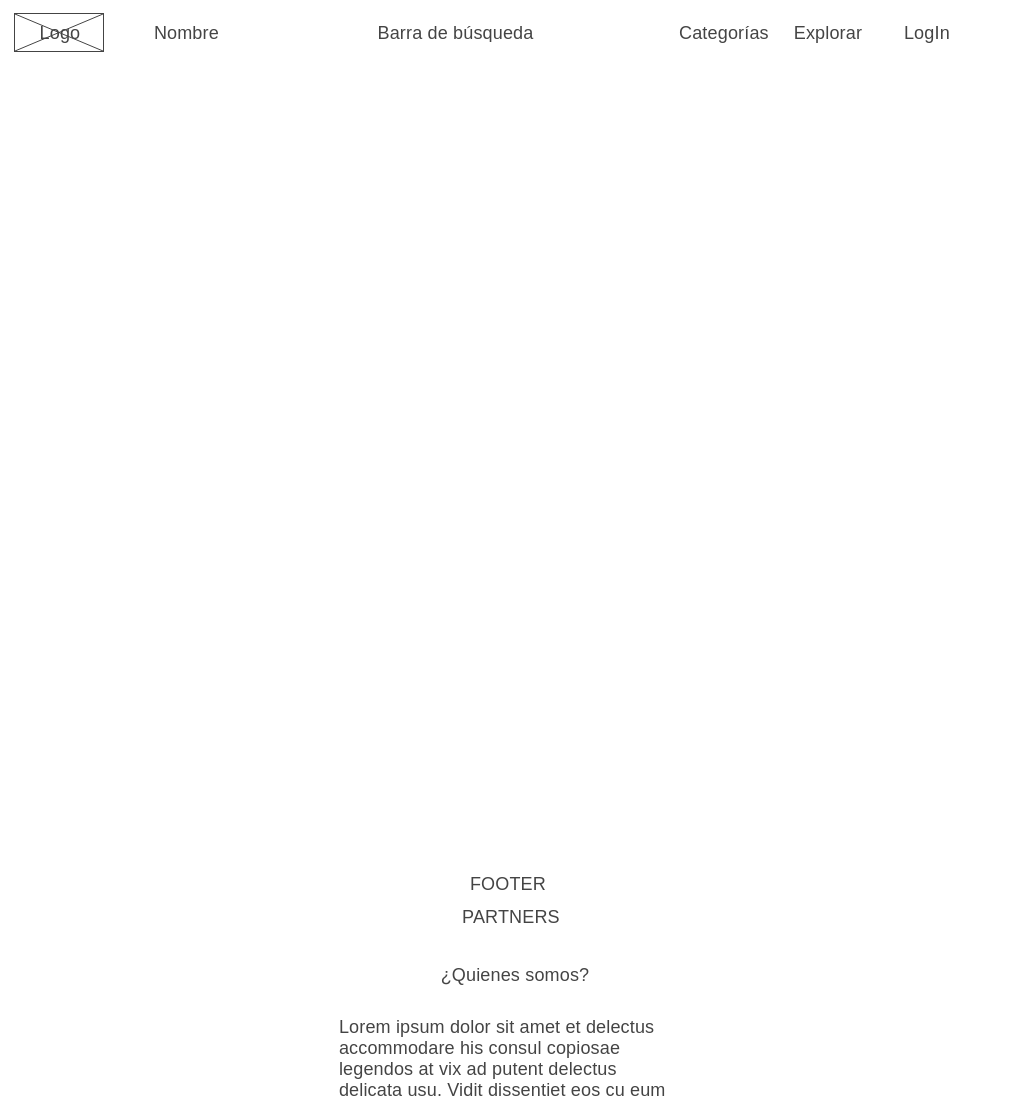 Logo
Nombre
Barra de búsqueda
Categorías
Explorar
LogIn
FOOTER
PARTNERS
¿Quienes somos?
Lorem ipsum dolor sit amet et delectus
accommodare his consul copiosae
legendos at vix ad putent delectus
delicata usu. Vidit dissentiet eos cu eum